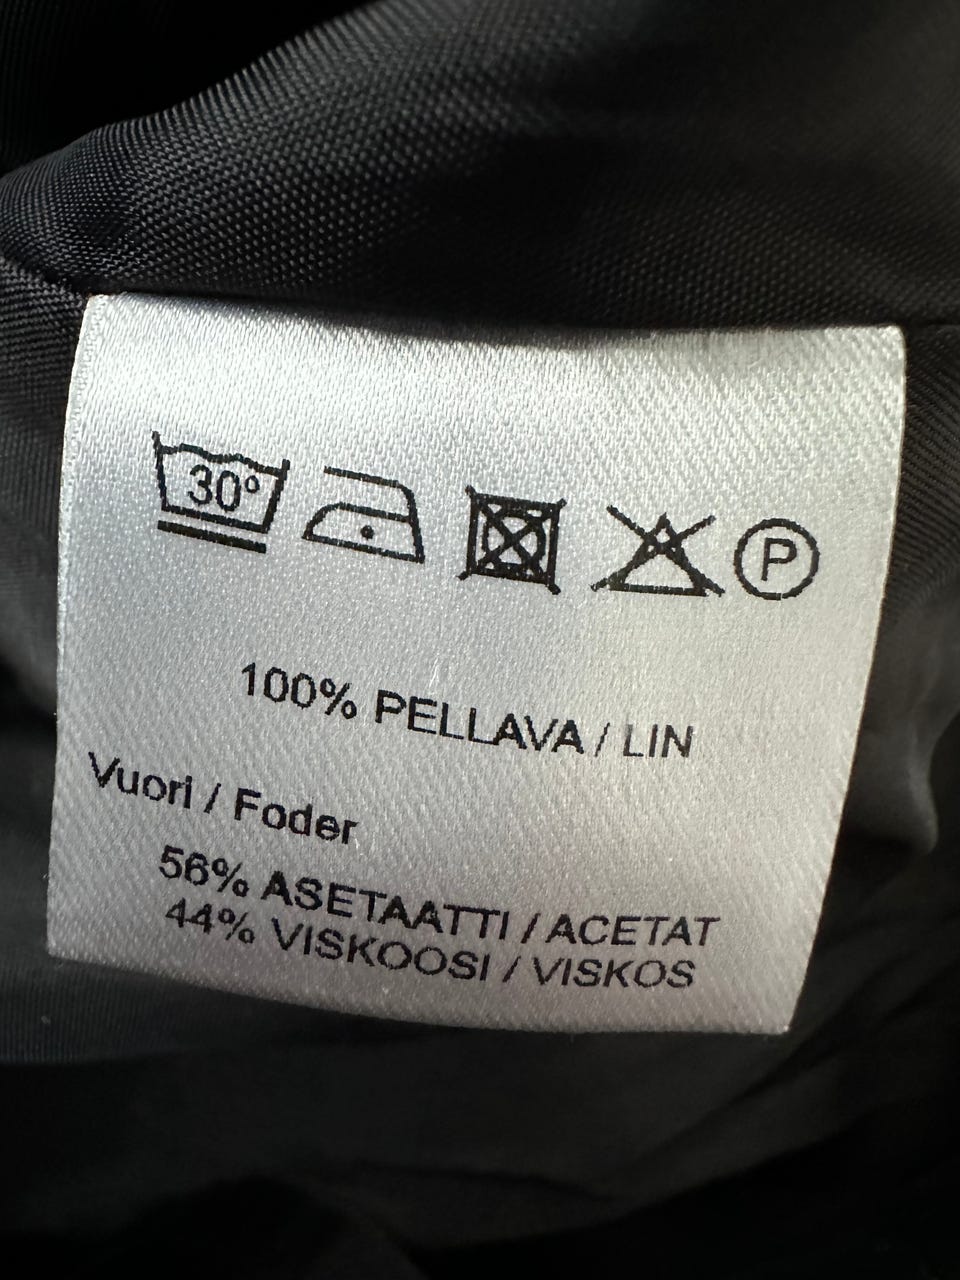 30°
P
100% PELLAVA / LIN
Vuori / Foder
56% ASETAATTI / ACETAT
44% VISKOOSI / VISKOS